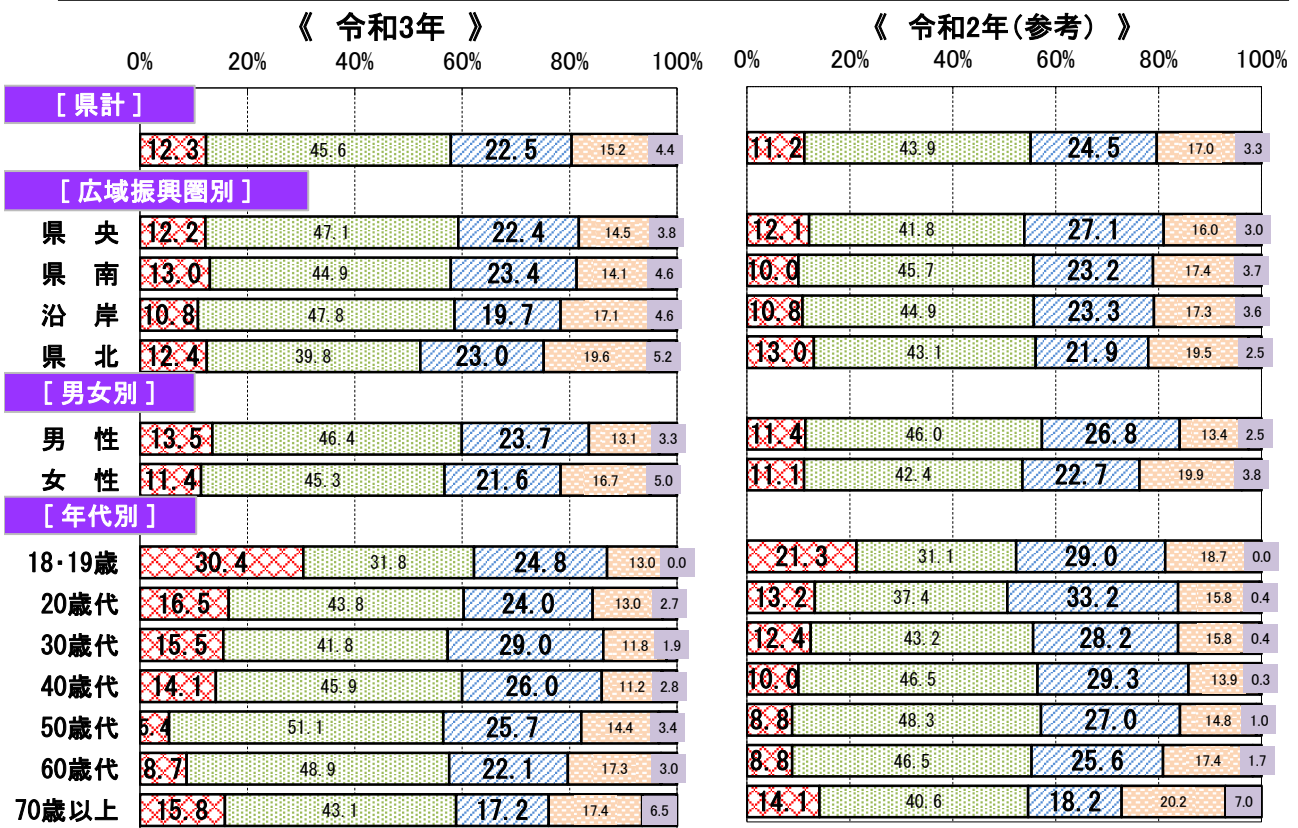 《 令和3年 》 《 令和2年(参考) 》
0% 20% 40% 60% 80% 100% 0% 20% 40% 60% 80% 100%
[ 県計 ]
12.3 45.6 22.5 15.2 4.4 11.2 43.9 24.5 17.0 3.3
[ 広域振興圏別 ]
県 央 12.2 47.1 22.4 14.5 3.8 12.1 41.8 27.1 16.0 3.0
県 南 13.0 44.9 23.4 14.1 4.6 10.0 45.7 23.2 17.4 3.7
沿 岸 10.8 47.8 19.7 17.1 4.6 10.8 44.9 23.3 17.3 3.6
県 北 12.4 39.8 23.0 19.6 5.2 13.0 43.1 21.9 19.5 2.5
[ 男女別 ]
男 性 13.5 46.4 23.7 13.1 3.3 11.4 46.0 26.8 13.4 2.5
女 性 11.4 45.3 21.6 16.7 5.0 11.1 42.4 22.7 19.9 3.8
[ 年代別 ]
18・19歳 30.4 31.8 24.8 13.0 0.0 21.3 31.1 29.0 18.7 0.0
20歳代 16.5 43.8 24.0 13.0 2.7 13.2 37.4 33.2 15.8 0.4
30歳代 15.5 41.8 29.0 11.8 1.9 12.4 43.2 28.2 15.8 0.4
40歳代 14.1 45.9 26.0 11.2 2.8 10.0 46.5 29.3 13.9 0.3
50歳代 5.4 51.1 25.7 14.4 3.4 8.8 48.3 27.0 14.8 1.0
60歳代 8.7 48.9 22.1 17.3 3.0 8.8 46.5 25.6 17.4 1.7
70歳以上 15.8 43.1 17.2 17.4 6.5 14.1 40.6 18.2 20.2 7.0